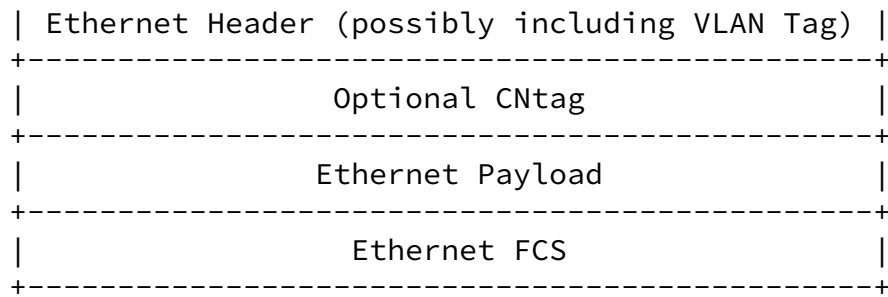 | Ethernet Header (possibly including VLAN Tag) |
+-----------------------------------------------+
|                 Optional CNtag                |
+-----------------------------------------------+
|                Ethernet Payload               |
+-----------------------------------------------+
|                  Ethernet FCS                 |
+-----------------------------------------------+